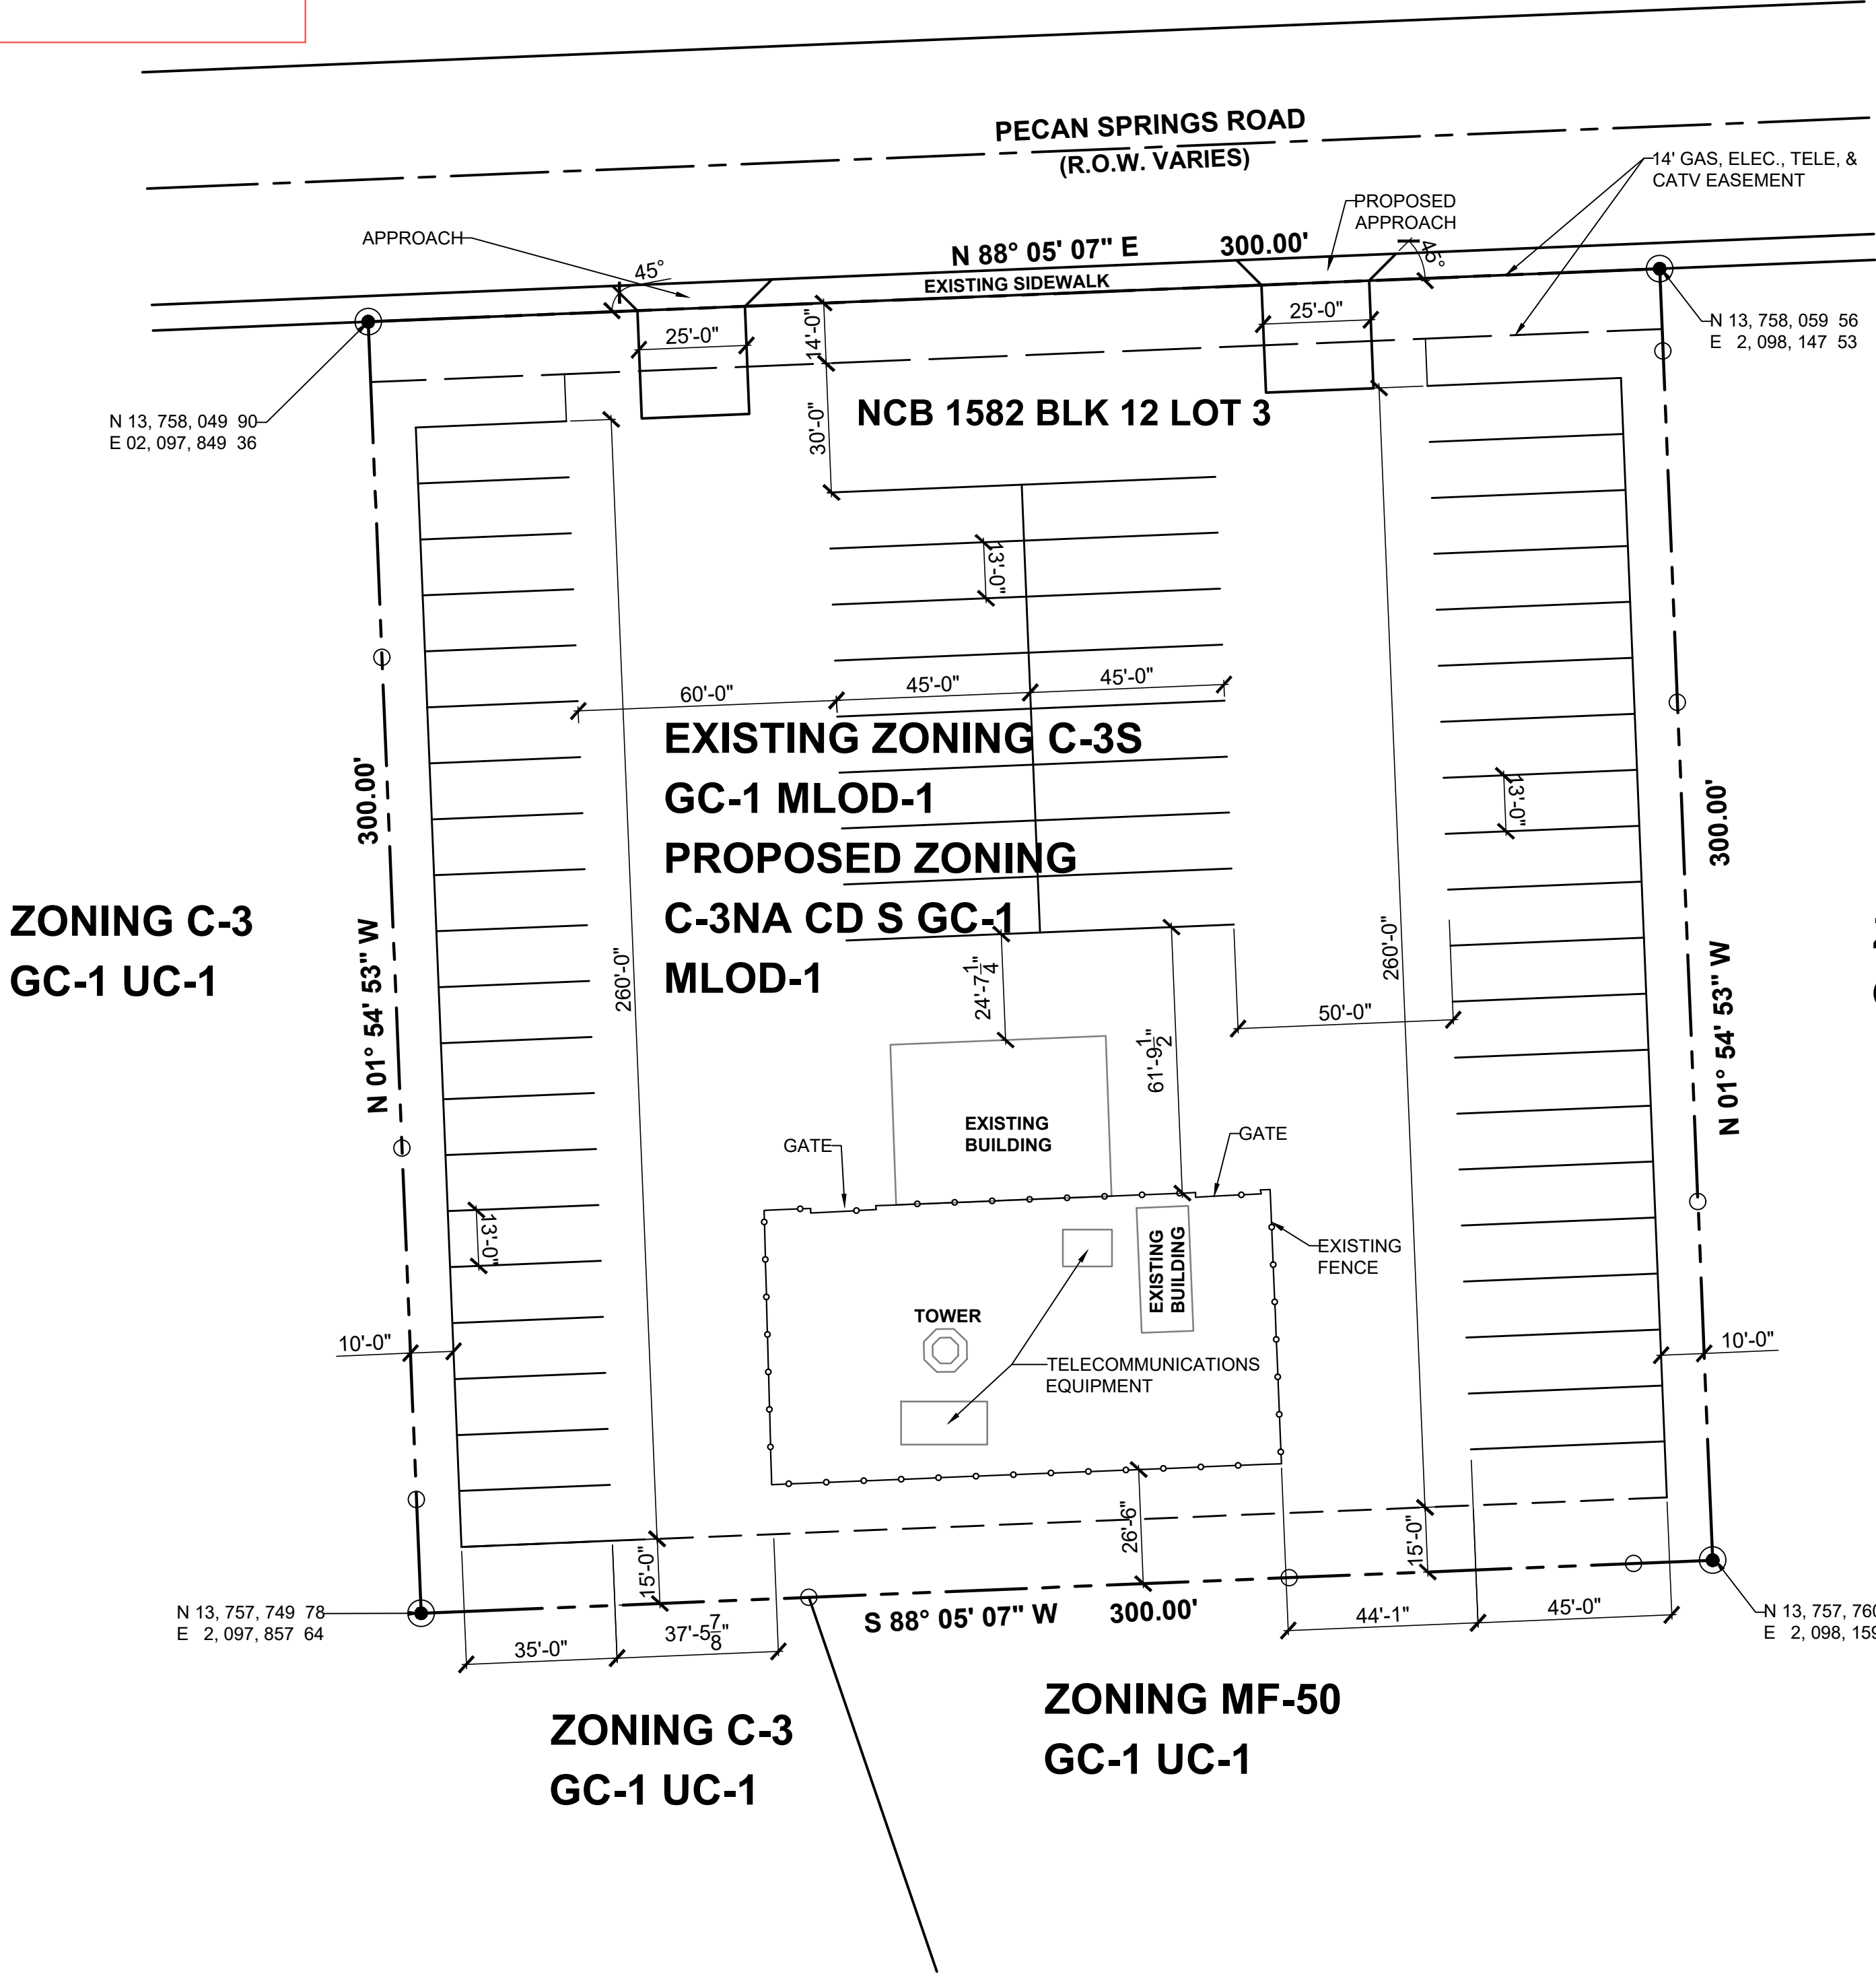 PECAN SPRINGS ROAD
(R.O.W. VARIES)
14' GAS, ELEC., TELE, &
CATV EASEMENT
PROPOSED
APPROACH
APPROACH
N 88° 05' 07" E 300.00'
45°
45°
EXISTING SIDEWALK
25'-0"
25'-0"
14'-0"
N 13, 758, 059 56
E 2, 098, 147 53
N 13, 758, 049 90
E 02, 097, 849 36
30'-0"
NCB 1582 BLK 12 LOT 3
13'-0"
60'-0"
45'-0"
45'-0"
EXISTING ZONING C-3S
GC-1 MLOD-1
PROPOSED ZONING
C-3NA CD S GC-1
MLOD-1
N 01° 54' 53" W 300.00'
N 01° 54' 53" W 300.00'
13'-0"
ZONING C-3
GC-1 UC-1
260'-0"
260'-0"
24'-7 1/4"
50'-0"
61'-9 1/2"
EXISTING
BUILDING
GATE
GATE
13'-0"
EXISTING
BUILDING
EXISTING
FENCE
TOWER
10'-0"
10'-0"
TELECOMMUNICATIONS
EQUIPMENT
26'-6"
15'-0"
15'-0"
N 13, 757, 749 78
E 2, 097, 857 64
S 88° 05' 07" W 300.00'
N 13, 757, 760
E 2, 098, 159
35'-0"
37'-5 7/8"
44'-1"
45'-0"
ZONING C-3
GC-1 UC-1
ZONING MF-50
GC-1 UC-1